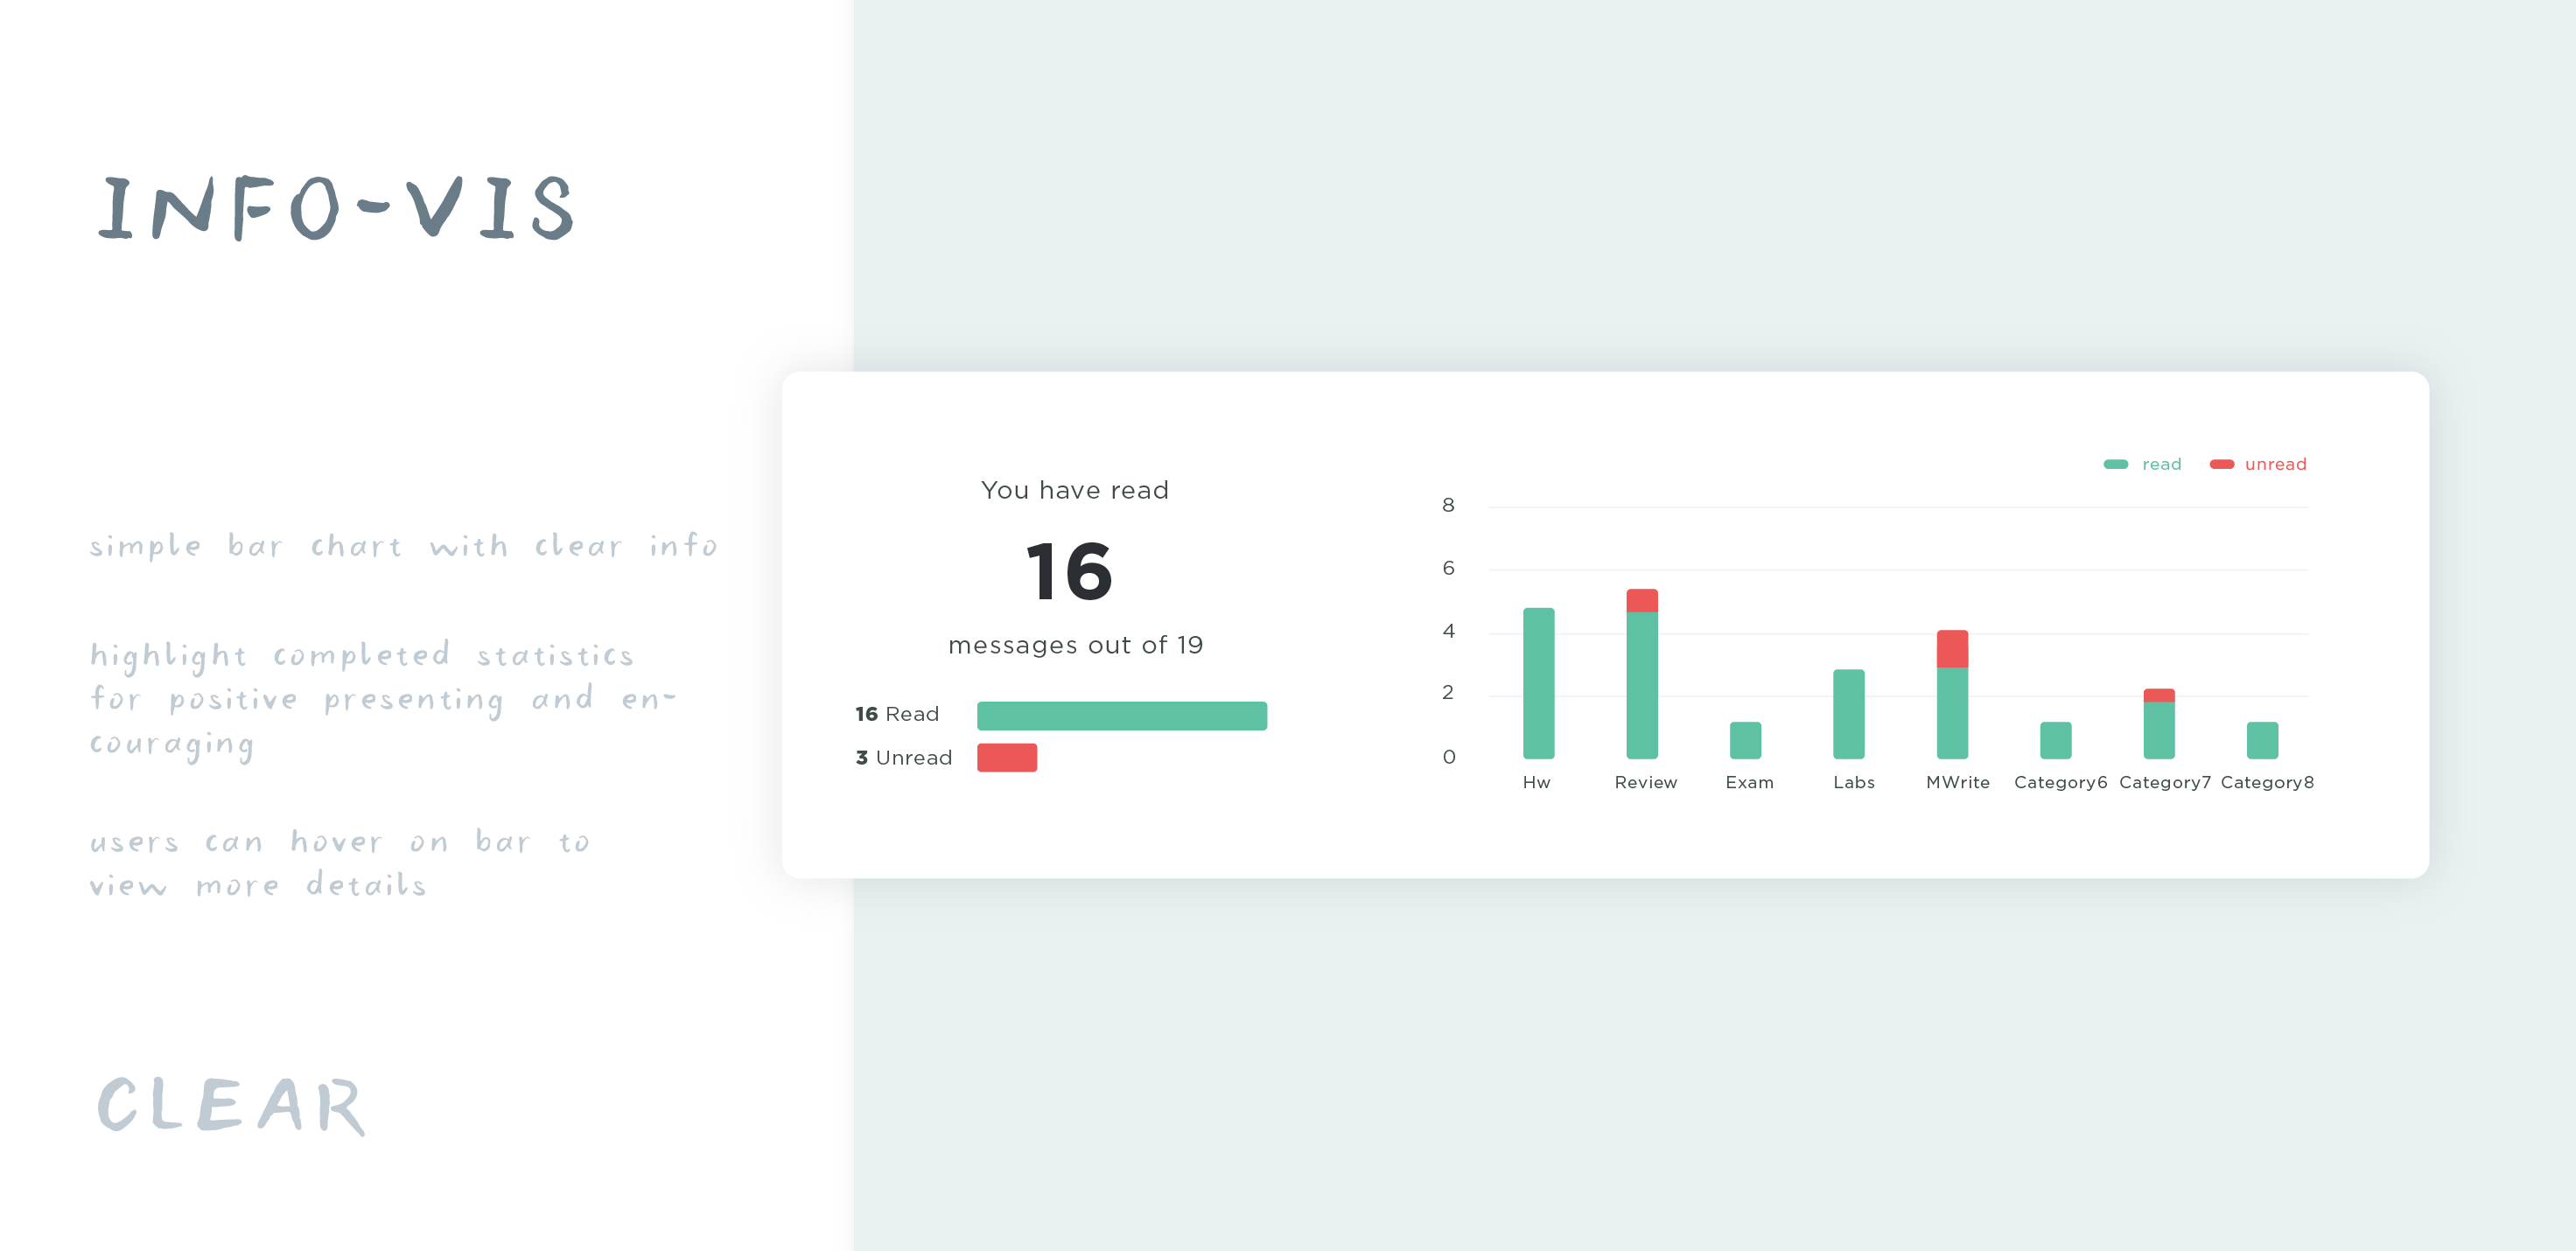 INFO-VIS
simple bar chart with clear info
highlight completed statistics
for positive presenting and en-
couraging
users can hover on bar to
view more details
CLEAR
You have read
16
messages out of 19
16 Read
3 Unread
read unread
8
6
4
2
0
Hw Review Exam Labs MWrite Category6 Category7 Category8